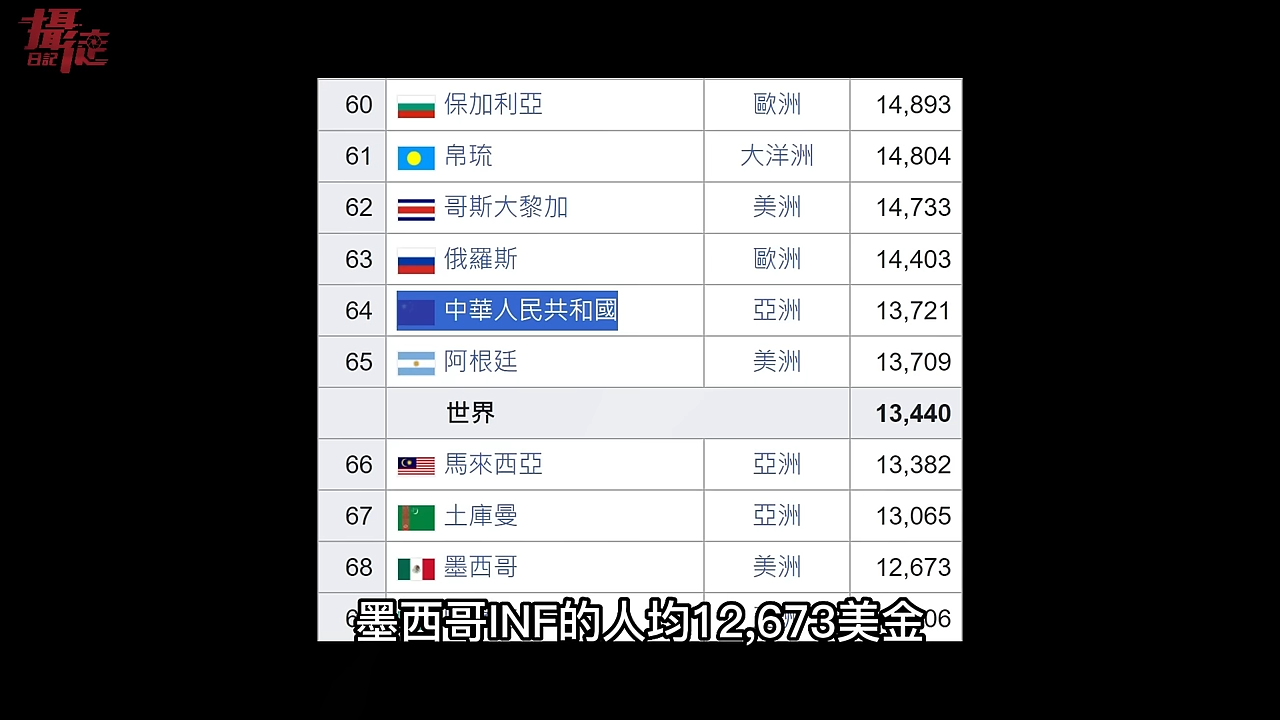 攝徒
日記
60 保加利亞 歐洲 14,893
61 帛琉 大洋洲 14,804
62 哥斯大黎加 美洲 14,733
63 俄羅斯 歐洲 14,403
64 中華人民共和國 亞洲 13,721
65 阿根廷 美洲 13,709
世界 13,440
66 馬來西亞 亞洲 13,382
67 土庫曼 亞洲 13,065
68 墨西哥 美洲 12,673
墨西哥INF的人均12,673美金